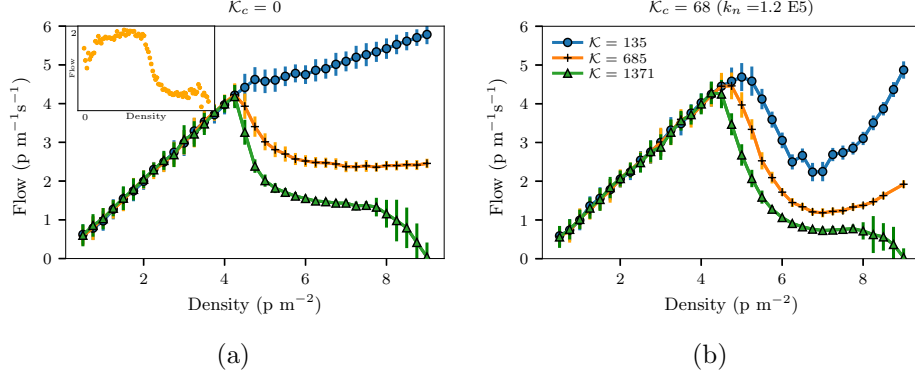 𝒦c = 0
Flow (p m−1s−1)
6
5
4
3
2
1
0
2
Flow
0
Density
2
4
6
8
Density (p m−2)
(a)
𝒦c = 68 (kn =1.2 E5)
Flow (p m−1s−1)
6
5
4
3
2
1
0
𝒦 = 135
𝒦 = 685
𝒦 = 1371
2
4
6
8
Density (p m−2)
(b)